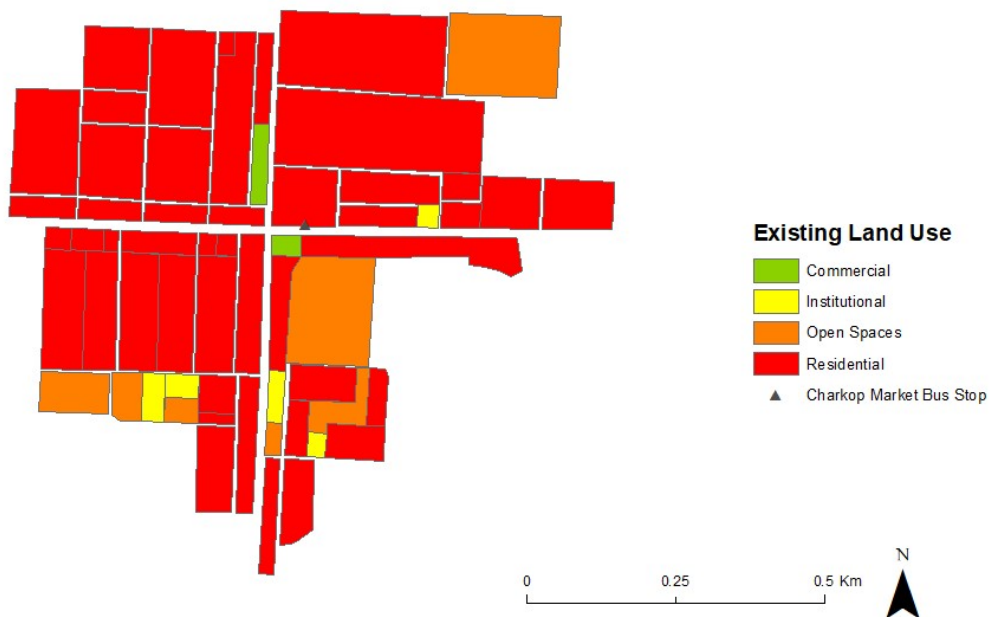 Existing Land Use
Commercial
Institutional
Open Spaces
Residential
Charkop Market Bus Stop
0 0.25 0.5 Km
N